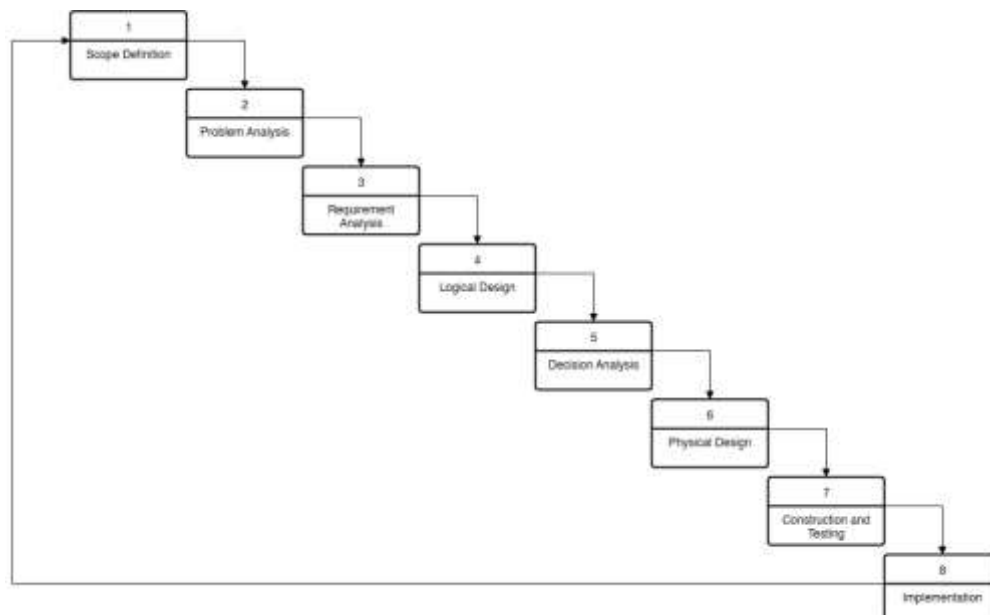 1
Scope Definition
2
Problem Analysis
3
Requirement
Analysis
4
Logical Design
5
Decision Analysis
6
Physical Design
7
Construction and
Testing
8
Implementation